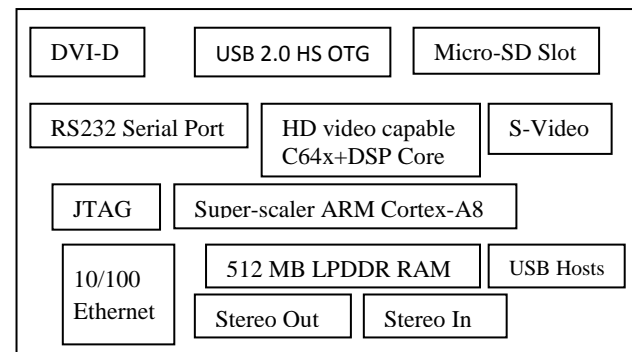 DVI-D
USB 2.0 HS OTG
Micro-SD Slot
RS232 Serial Port
HD video capable
C64x+DSP Core
S-Video
JTAG
Super-scaler ARM Cortex-A8
10/100
Ethernet
512 MB LPDDR RAM
USB Hosts
Stereo Out
Stereo In